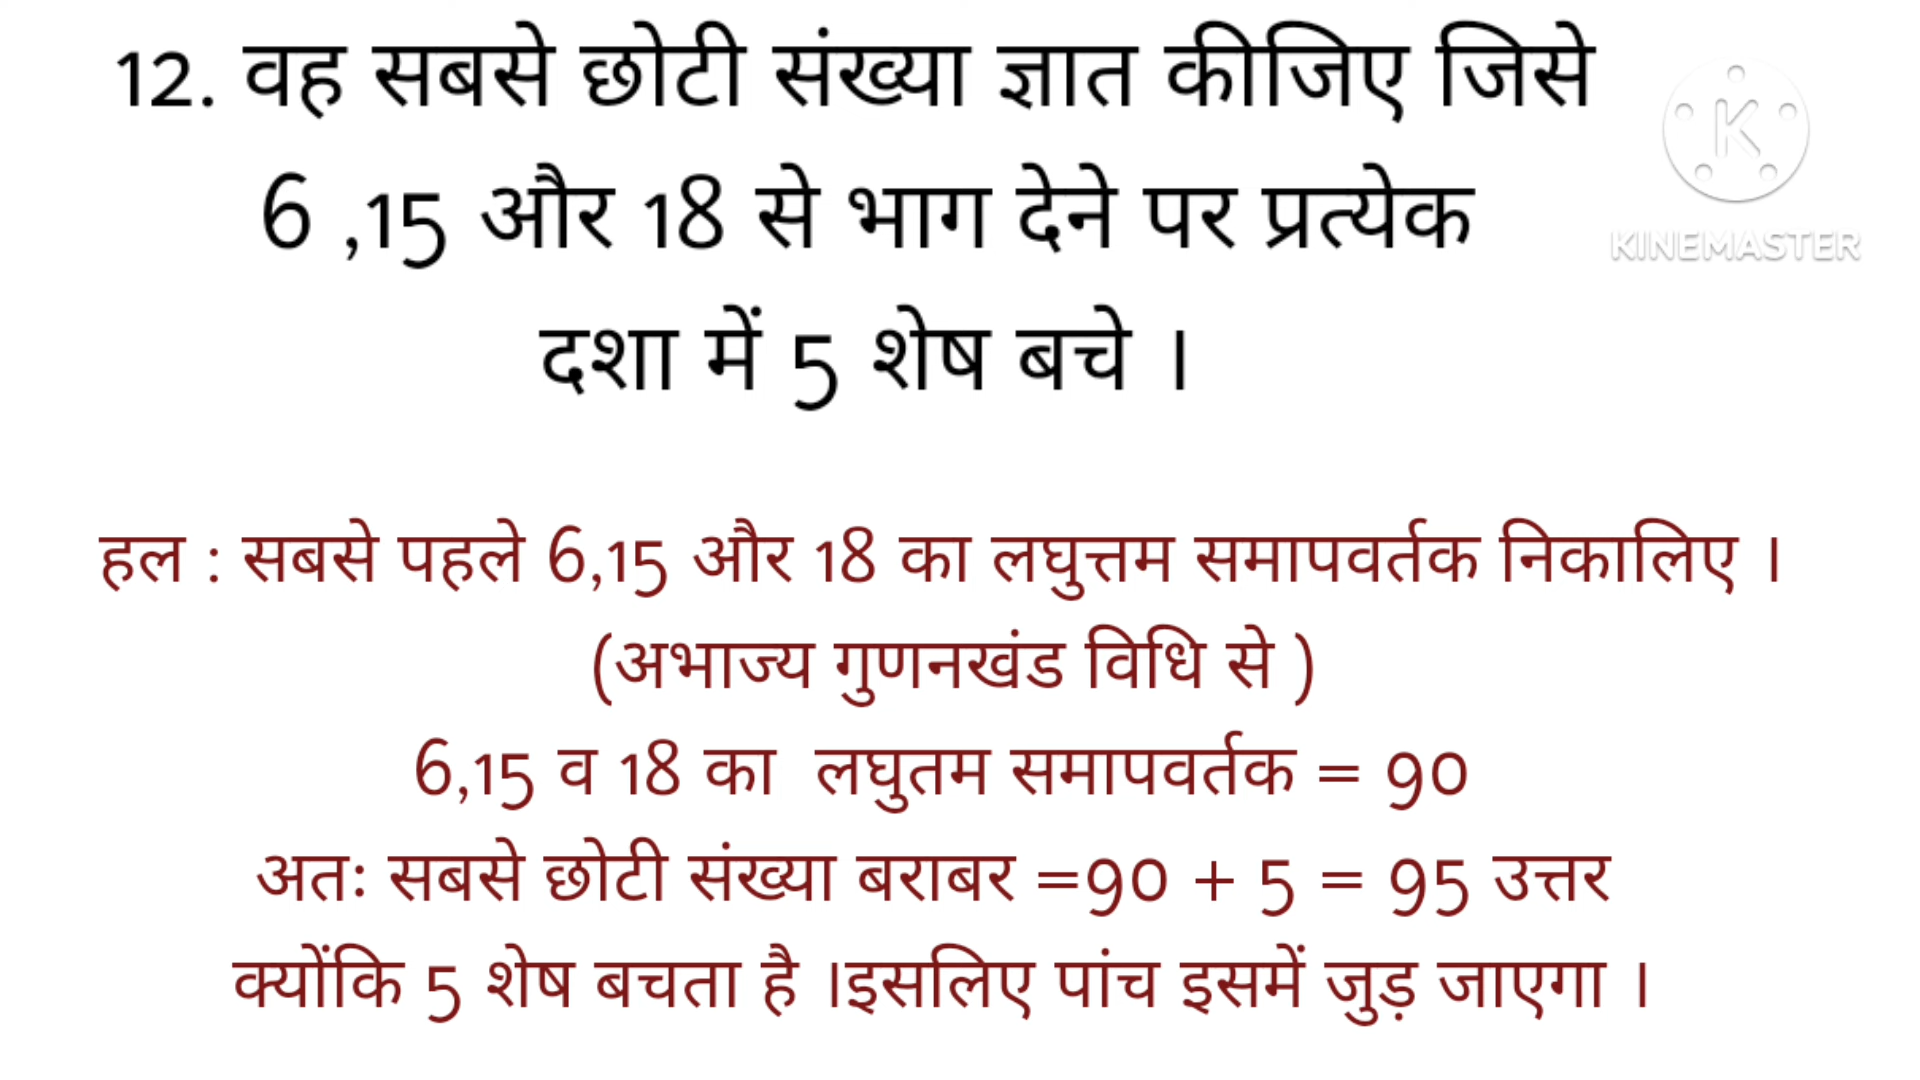 12. वह सबसे छोटी संख्या ज्ञात कीजिए जिसे
6 ,15 और 18 से भाग देने पर प्रत्येक
दशा में 5 शेष बचे ।
K
KINEMASTER
हल : सबसे पहले 6,15 और 18 का लघुत्तम समापवर्तक निकालिए ।
(अभाज्य गुणनखंड विधि से )
6,15 व 18 का लघुतम समापवर्तक = 90
अतः सबसे छोटी संख्या बराबर =90 + 5 = 95 उत्तर
क्योंकि 5 शेष बचता है ।इसलिए पांच इसमें जुड़ जाएगा ।